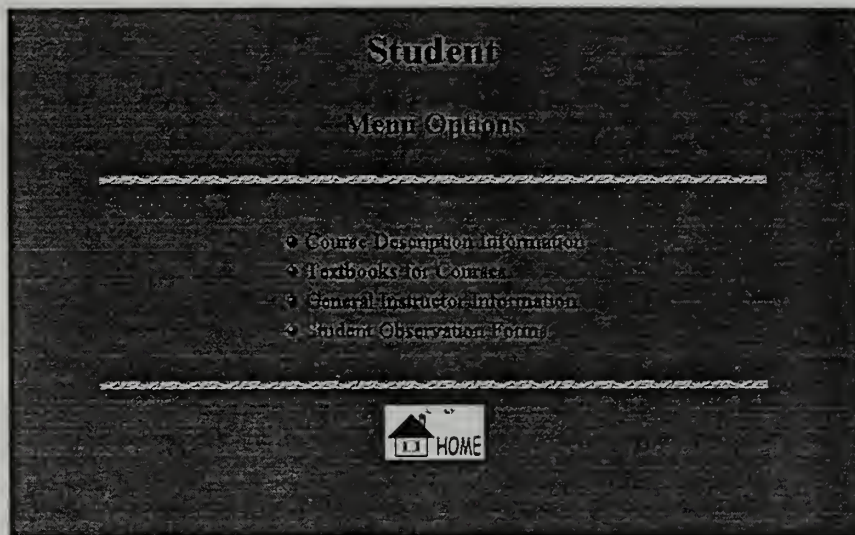 Student
Menu Options
Course Description Information
Textbooks for Courses
General Instructor Information
Student Observation Forms
HOME